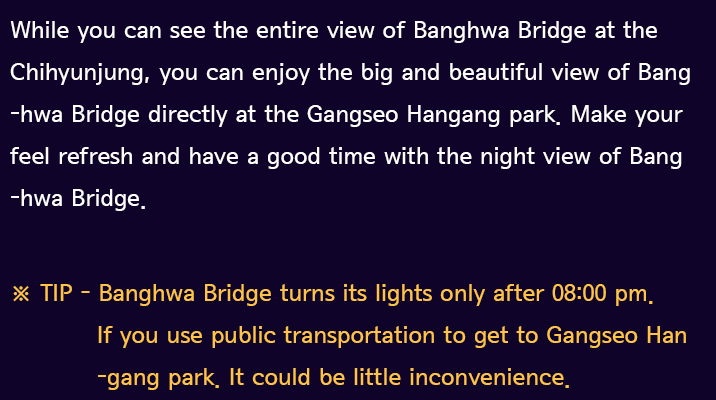 While you can see the entire view of Banghwa Bridge at the
Chihyunjung, you can enjoy the big and beautiful view of Bang
-hwa Bridge directly at the Gangseo Hangang park. Make your
feel refresh and have a good time with the night view of Bang
-hwa Bridge.
※ TIP - Banghwa Bridge turns its lights only after 08:00 pm.
If you use public transportation to get to Gangseo Han
-gang park. It could be little inconvenience.